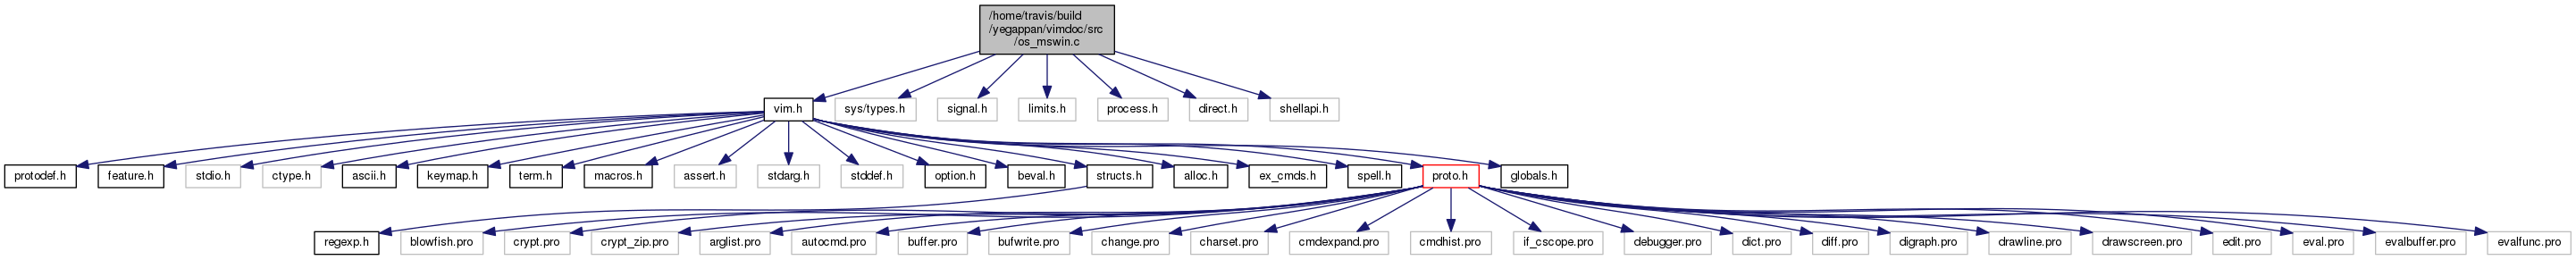 /home/travis/build
/yegappan/vimdoc/src
/os_mswin.c
vim.h
sys/types.h
signal.h
limits.h
process.h
direct.h
shellapi.h
protodef.h
feature.h
stdio.h
ctype.h
ascii.h
keymap.h
term.h
macros.h
assert.h
stdarg.h
stddef.h
option.h
beval.h
structs.h
alloc.h
ex_cmds.h
spell.h
proto.h
globals.h
regexp.h
blowfish.pro
crypt.pro
crypt_zip.pro
arglist.pro
autocmd.pro
buffer.pro
bufwrite.pro
change.pro
charset.pro
cmdexpand.pro
cmdhist.pro
if_cscope.pro
debugger.pro
dict.pro
diff.pro
digraph.pro
drawline.pro
drawscreen.pro
edit.pro
eval.pro
evalbuffer.pro
evalfunc.pro